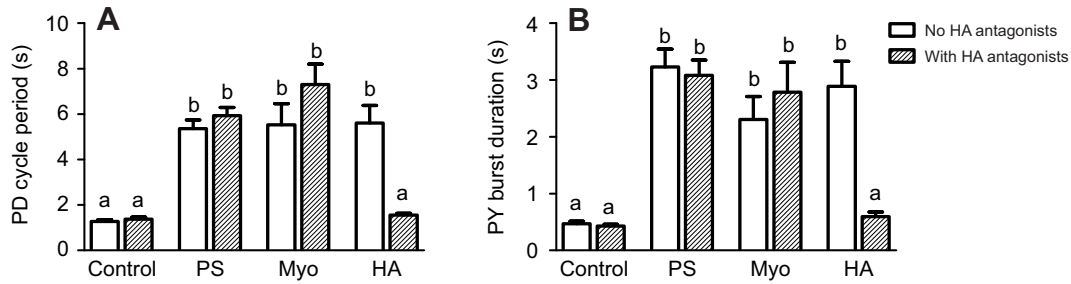 A
PD cycle period (s)
10
8
6
4
2
0
a a b b b b b a
Control PS Myo HA
B
PY burst duration (s)
4
3
2
1
0
a a b b b b b a
Control PS Myo HA
No HA antagonists
With HA antagonists